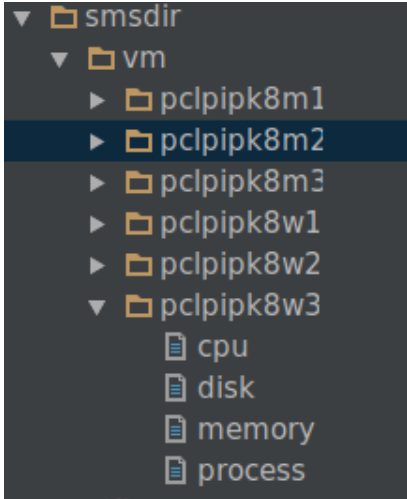 smsdir
vm
pclpipk8m1
pclpipk8m2
pclpipk8m3
pclpipk8w1
pclpipk8w2
pclpipk8w3
cpu
disk
memory
process